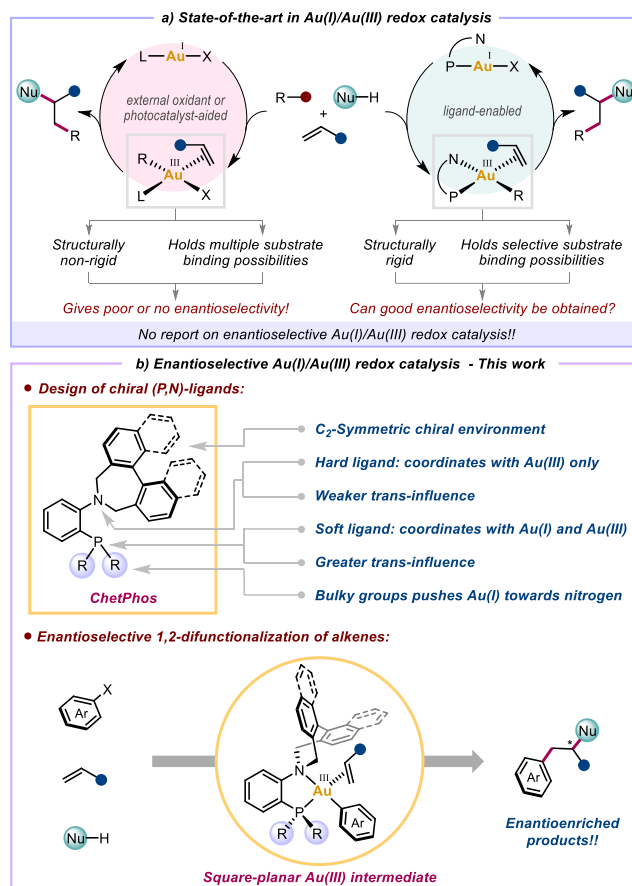 a) State-of-the-art in Au(I)/Au(III) redox catalysis
L Au X
I
Nu
R
external oxidant or
photocatalyst-aided
R
III
Au
L X
R
Nu H
+
N
P Au X
I
ligand-enabled
N
III
Au
P R
Nu
R
Structurally
non-rigid
Holds multiple substrate
binding possibilities
Structurally
rigid
Holds selective substrate
binding possibilities
Gives poor or no enantioselectivity!
Can good enantioselectivity be obtained?
No report on enantioselective Au(I)/Au(III) redox catalysis!!
b) Enantioselective Au(I)/Au(III) redox catalysis - This work
Design of chiral (P,N)-ligands:
N
P
R R
ChetPhos
C2-Symmetric chiral environment
Hard ligand: coordinates with Au(III) only
Weaker trans-influence
Soft ligand: coordinates with Au(I) and Au(III)
Greater trans-influence
Bulky groups pushes Au(I) towards nitrogen
Enantioselective 1,2-difunctionalization of alkenes:
X
Ar
Nu H
N
III
Au
P
R R
Ar
Square-planar Au(III) intermediate
Nu
*
Ar
Enantioenriched
products!!